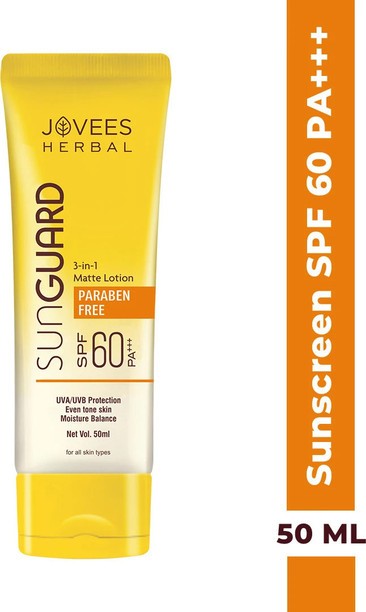 JOVEES
HERBAL
SUNGUARD
3-in-1
Matte Lotion
PARABEN
FREE
SPF 60 PA+++
UVA/UVB Protection
Even tone skin
Moisture Balance
Net Vol. 50ml
for all skin types
Sunscreen SPF 60 PA+++
50 ML